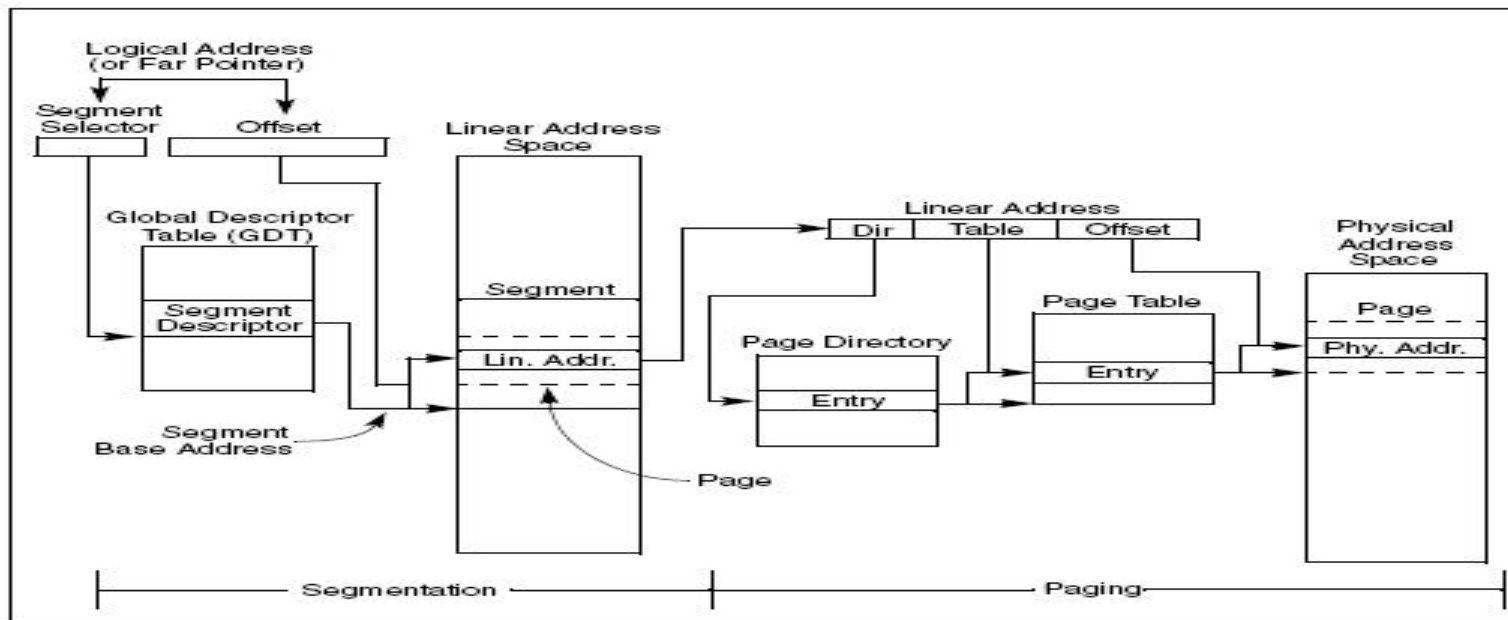 Logical Address
(or Far Pointer)
Segment
Selector
Offset
Linear Address
Space
Global Descriptor
Table (GDT)
Segment
Descriptor
Segment
Base Address
Segment
Lin. Addr.
Page
Linear Address
Dir
Table
Offset
Page Directory
Entry
Page Table
Entry
Physical
Address
Space
Page
Phy. Addr.
Segmentation
Paging